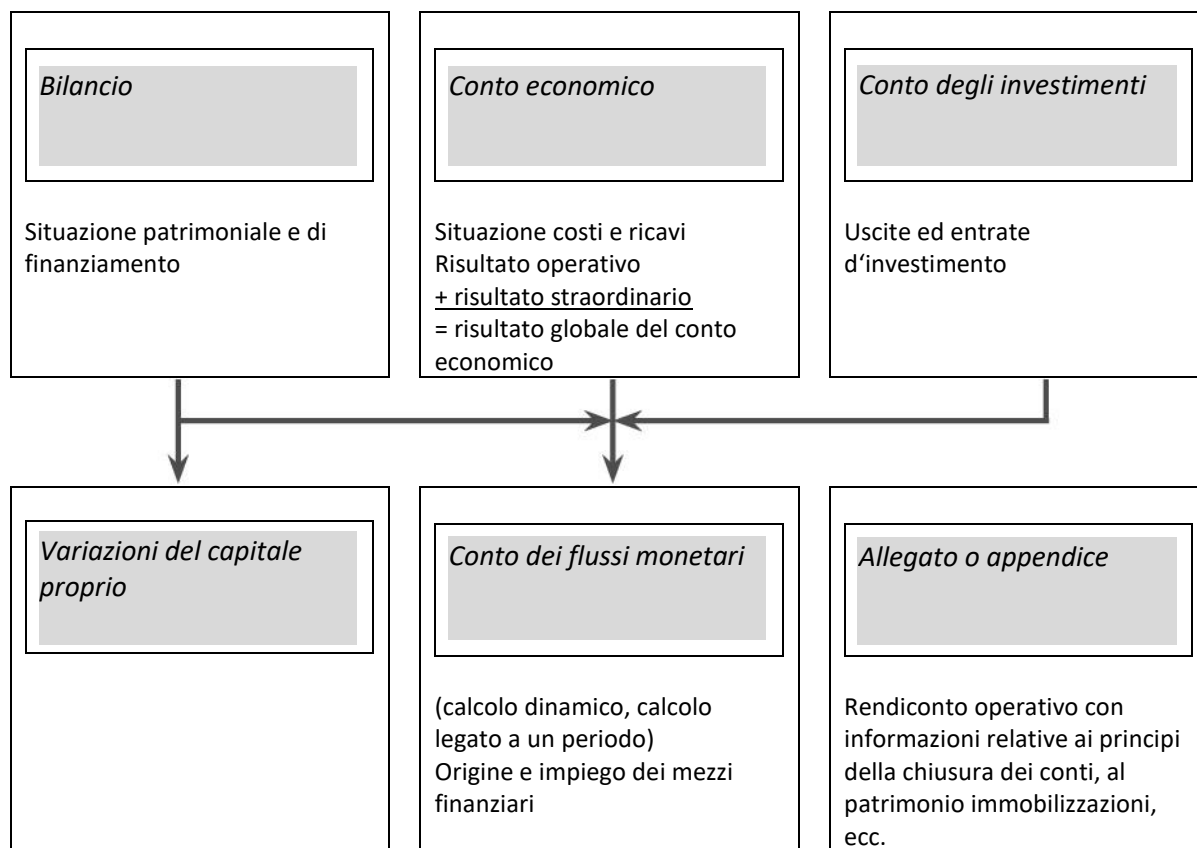 Bilancio
Situazione patrimoniale e di
finanziamento
Conto economico
Situazione costi e ricavi
Risultato operativo
+ risultato straordinario
= risultato globale del conto
economico
Conto degli investimenti
Uscite ed entrate
d‘investimento
Variazioni del capitale
proprio
Conto dei flussi monetari
(calcolo dinamico, calcolo
legato a un periodo)
Origine e impiego dei mezzi
finanziari
Allegato o appendice
Rendiconto operativo con
informazioni relative ai principi
della chiusura dei conti, al
patrimonio immobilizzazioni,
ecc.